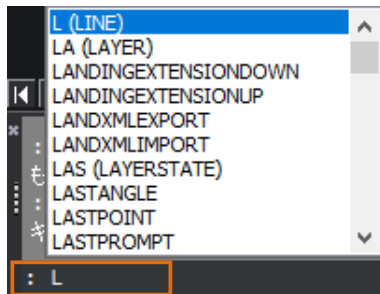 L (LINE)
LA (LAYER)
LANDINGEXTENSIONDOWN
LANDINGEXTENSIONUP
LANDXMLEXPORT
LANDXMLIMPORT
LAS (LAYERSTATE)
LASTANGLE
LASTPOINT
LASTPROMPT
: L